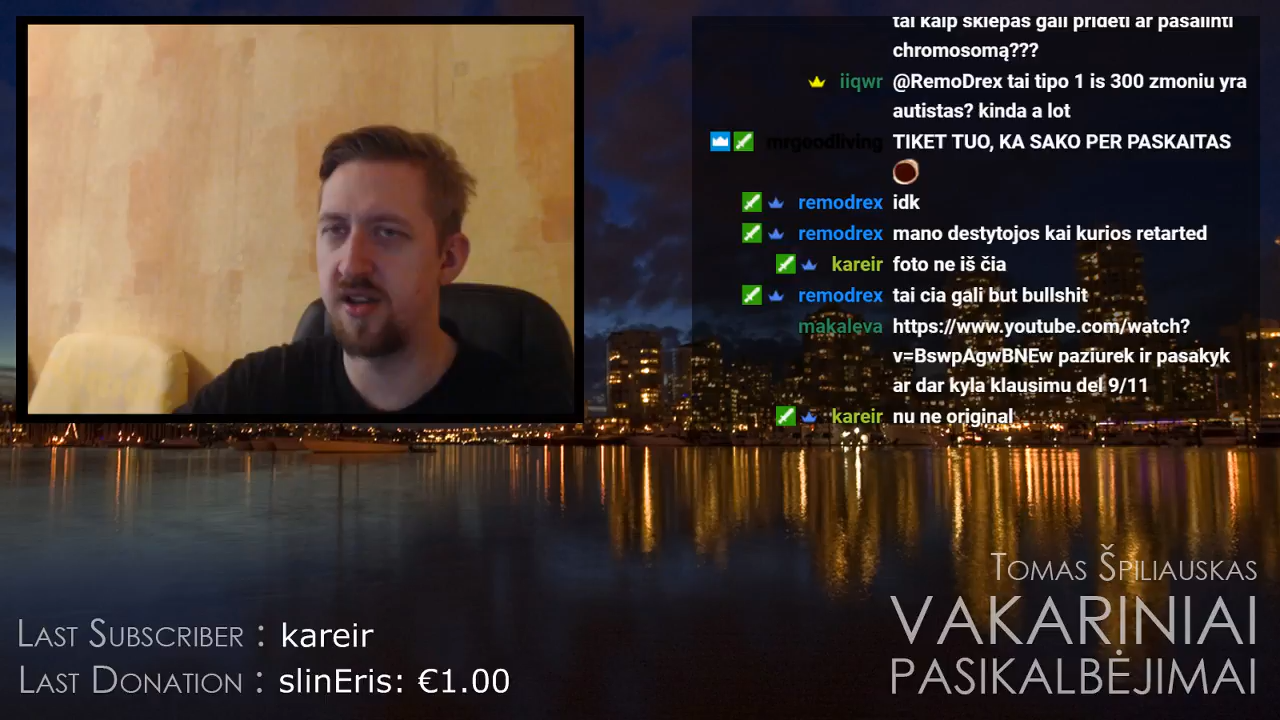 tai kaip skiepas gali pridėti ar pašalinti
chromosomą???
iiqwr @RemoDrex tai tipo 1 is 300 zmoniu yra
autistas? kinda a lot
mrgoodliving TIKET TUO, KA SAKO PER PASKAITAS
remodrex idk
remodrex mano destytojos kai kurios retarted
kareir foto ne iš čia
remodrex tai cia gali but bullshit
makaleva https://www.youtube.com/watch?
v=BswpAgwBNEw paziurek ir pasakyk
ar dar kyla klausimu del 9/11
kareir nu ne original
Tomas Špiliauskas
VAKARINIAI
PASIKALBĖJIMAI
Last Subscriber : kareir
Last Donation : slinEris: €1.00